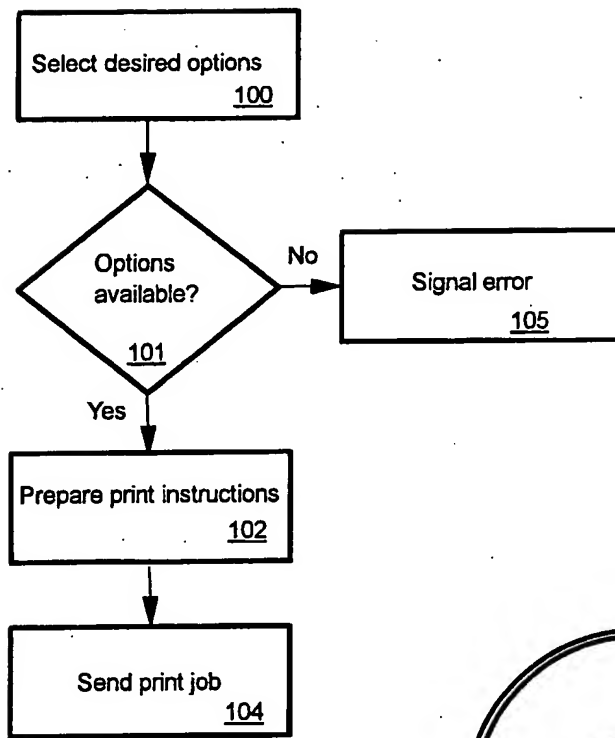 Select desired options
100
Options
available?
101
No
Signal error
105
Yes
Prepare print instructions
102
Send print job
104